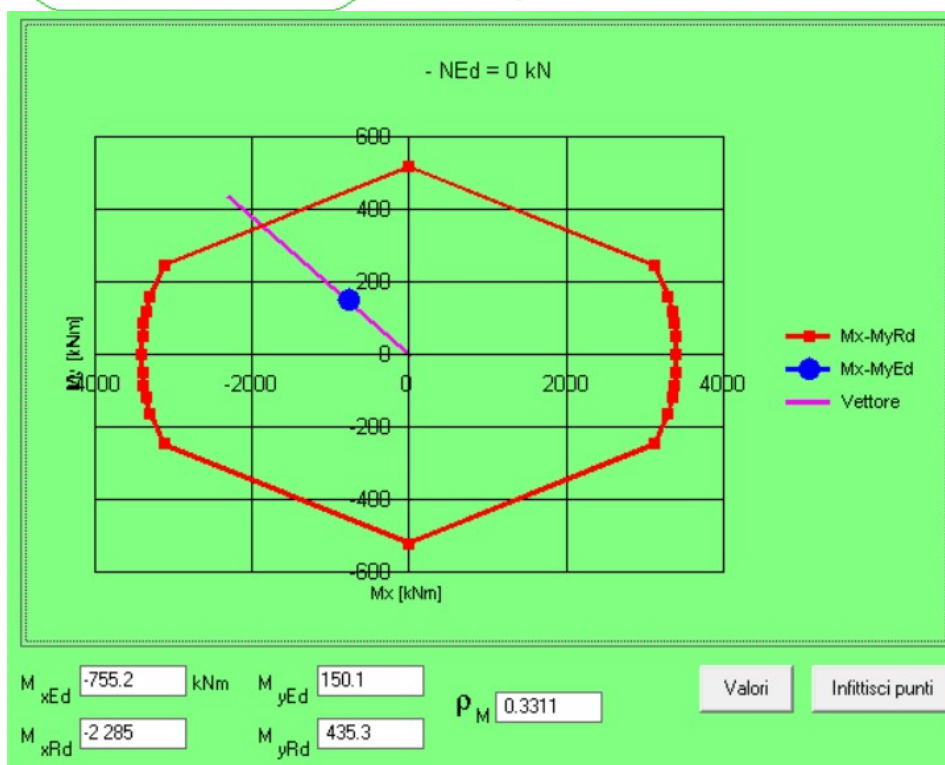 - NEd = 0 kN
600
400
200
0
-200
-400
-600
-2000
0
2000
4000
Mx [kNm]
Mx-MyRd
Mx-MyEd
Vettore
M xEd -755.2 kNm M yEd 150.1
ρ M 0.3311
M xRd -2 285 M yRd 435.3
Valori
Infittisci punti